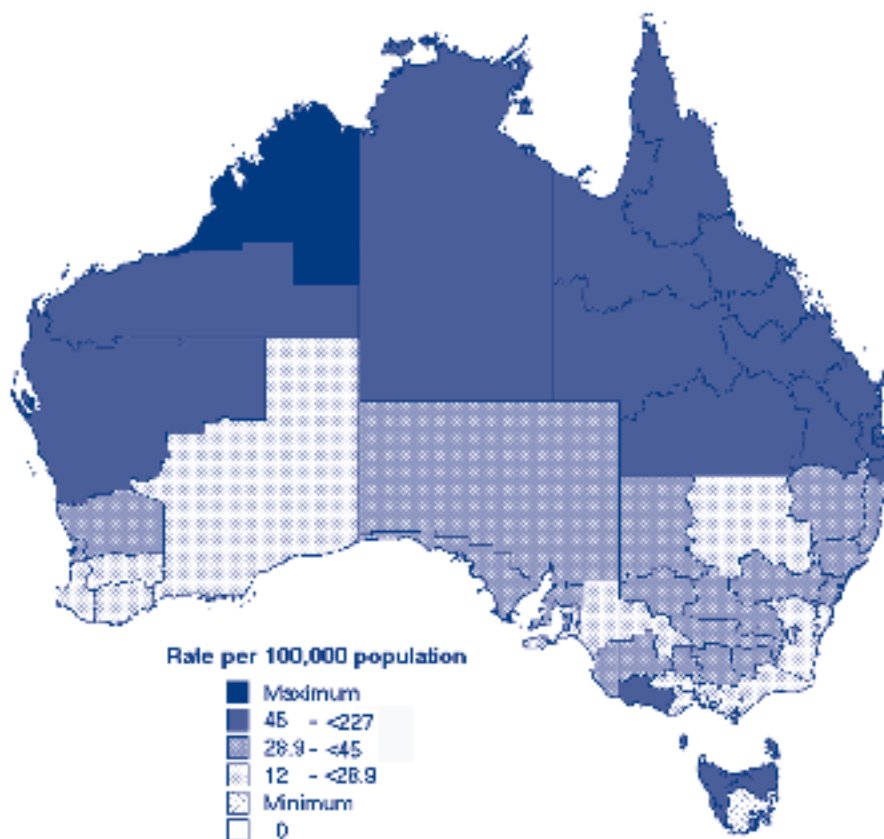 Rate per 100,000 population
Maximum
45 - <227
28.9 - <45
12 - <28.9
Minimum
0